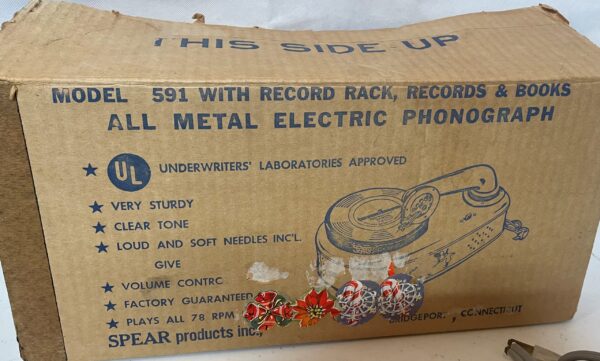 THIS SIDE UP
MODEL 591 WITH RECORD RACK, RECORDS & BOOKS
ALL METAL ELECTRIC PHONOGRAPH
★ UL UNDERWRITERS' LABORATORIES APPROVED
★ VERY STURDY
★ CLEAR TONE
★ LOUD AND SOFT NEEDLES INC'L.
GIVE
★ VOLUME CONTRC
★ FACTORY GUARANTEED
★ PLAYS ALL 78 RPM
SPEAR products inc., BRIDGEPORT, CONNECTICUT